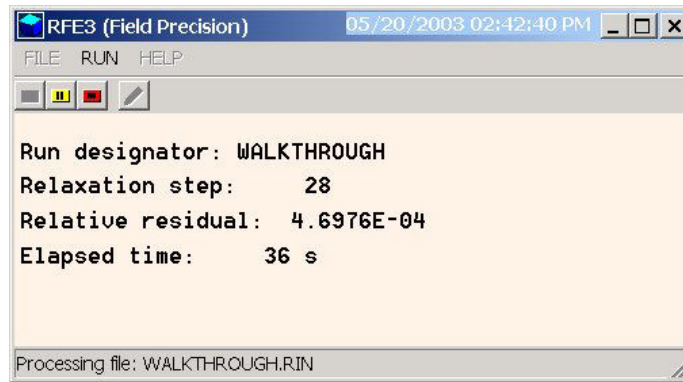 RFE3 (Field Precision) 05/20/2003 02:42:40 PM
FILE RUN HELP
Run designator: WALKTHROUGH
Relaxation step: 28
Relative residual: 4.6976E-04
Elapsed time: 36 s
Processing file: WALKTHROUGH.RIN